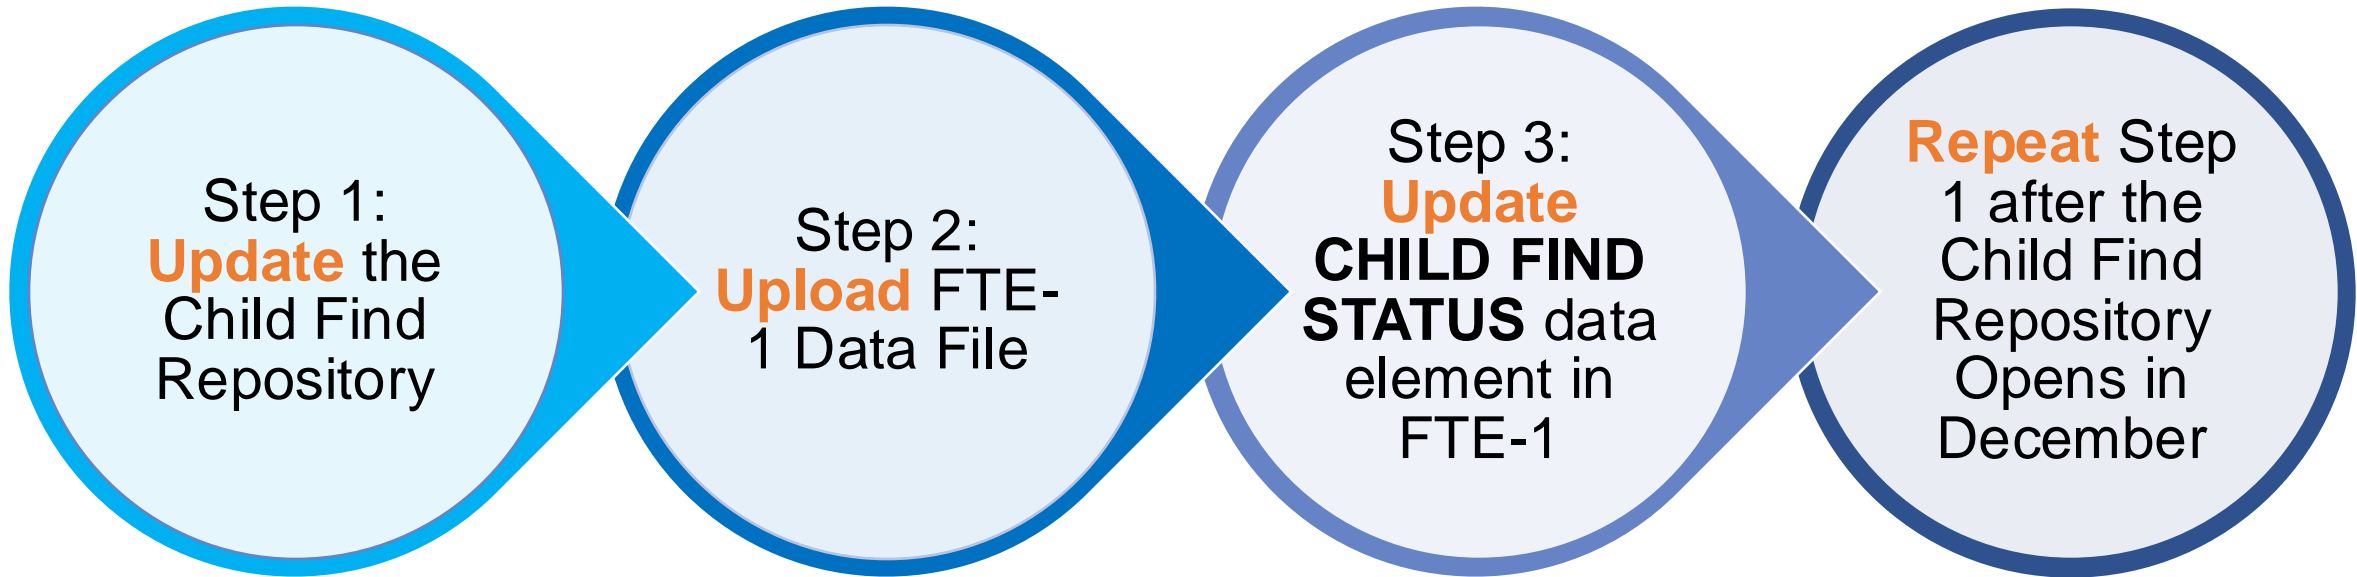 Step 1:
Update the
Child Find
Repository
Step 2:
Upload FTE-
1 Data File
Step 3:
Update
CHILD FIND
STATUS data
element in
FTE-1
Repeat Step
1 after the
Child Find
Repository
Opens in
December